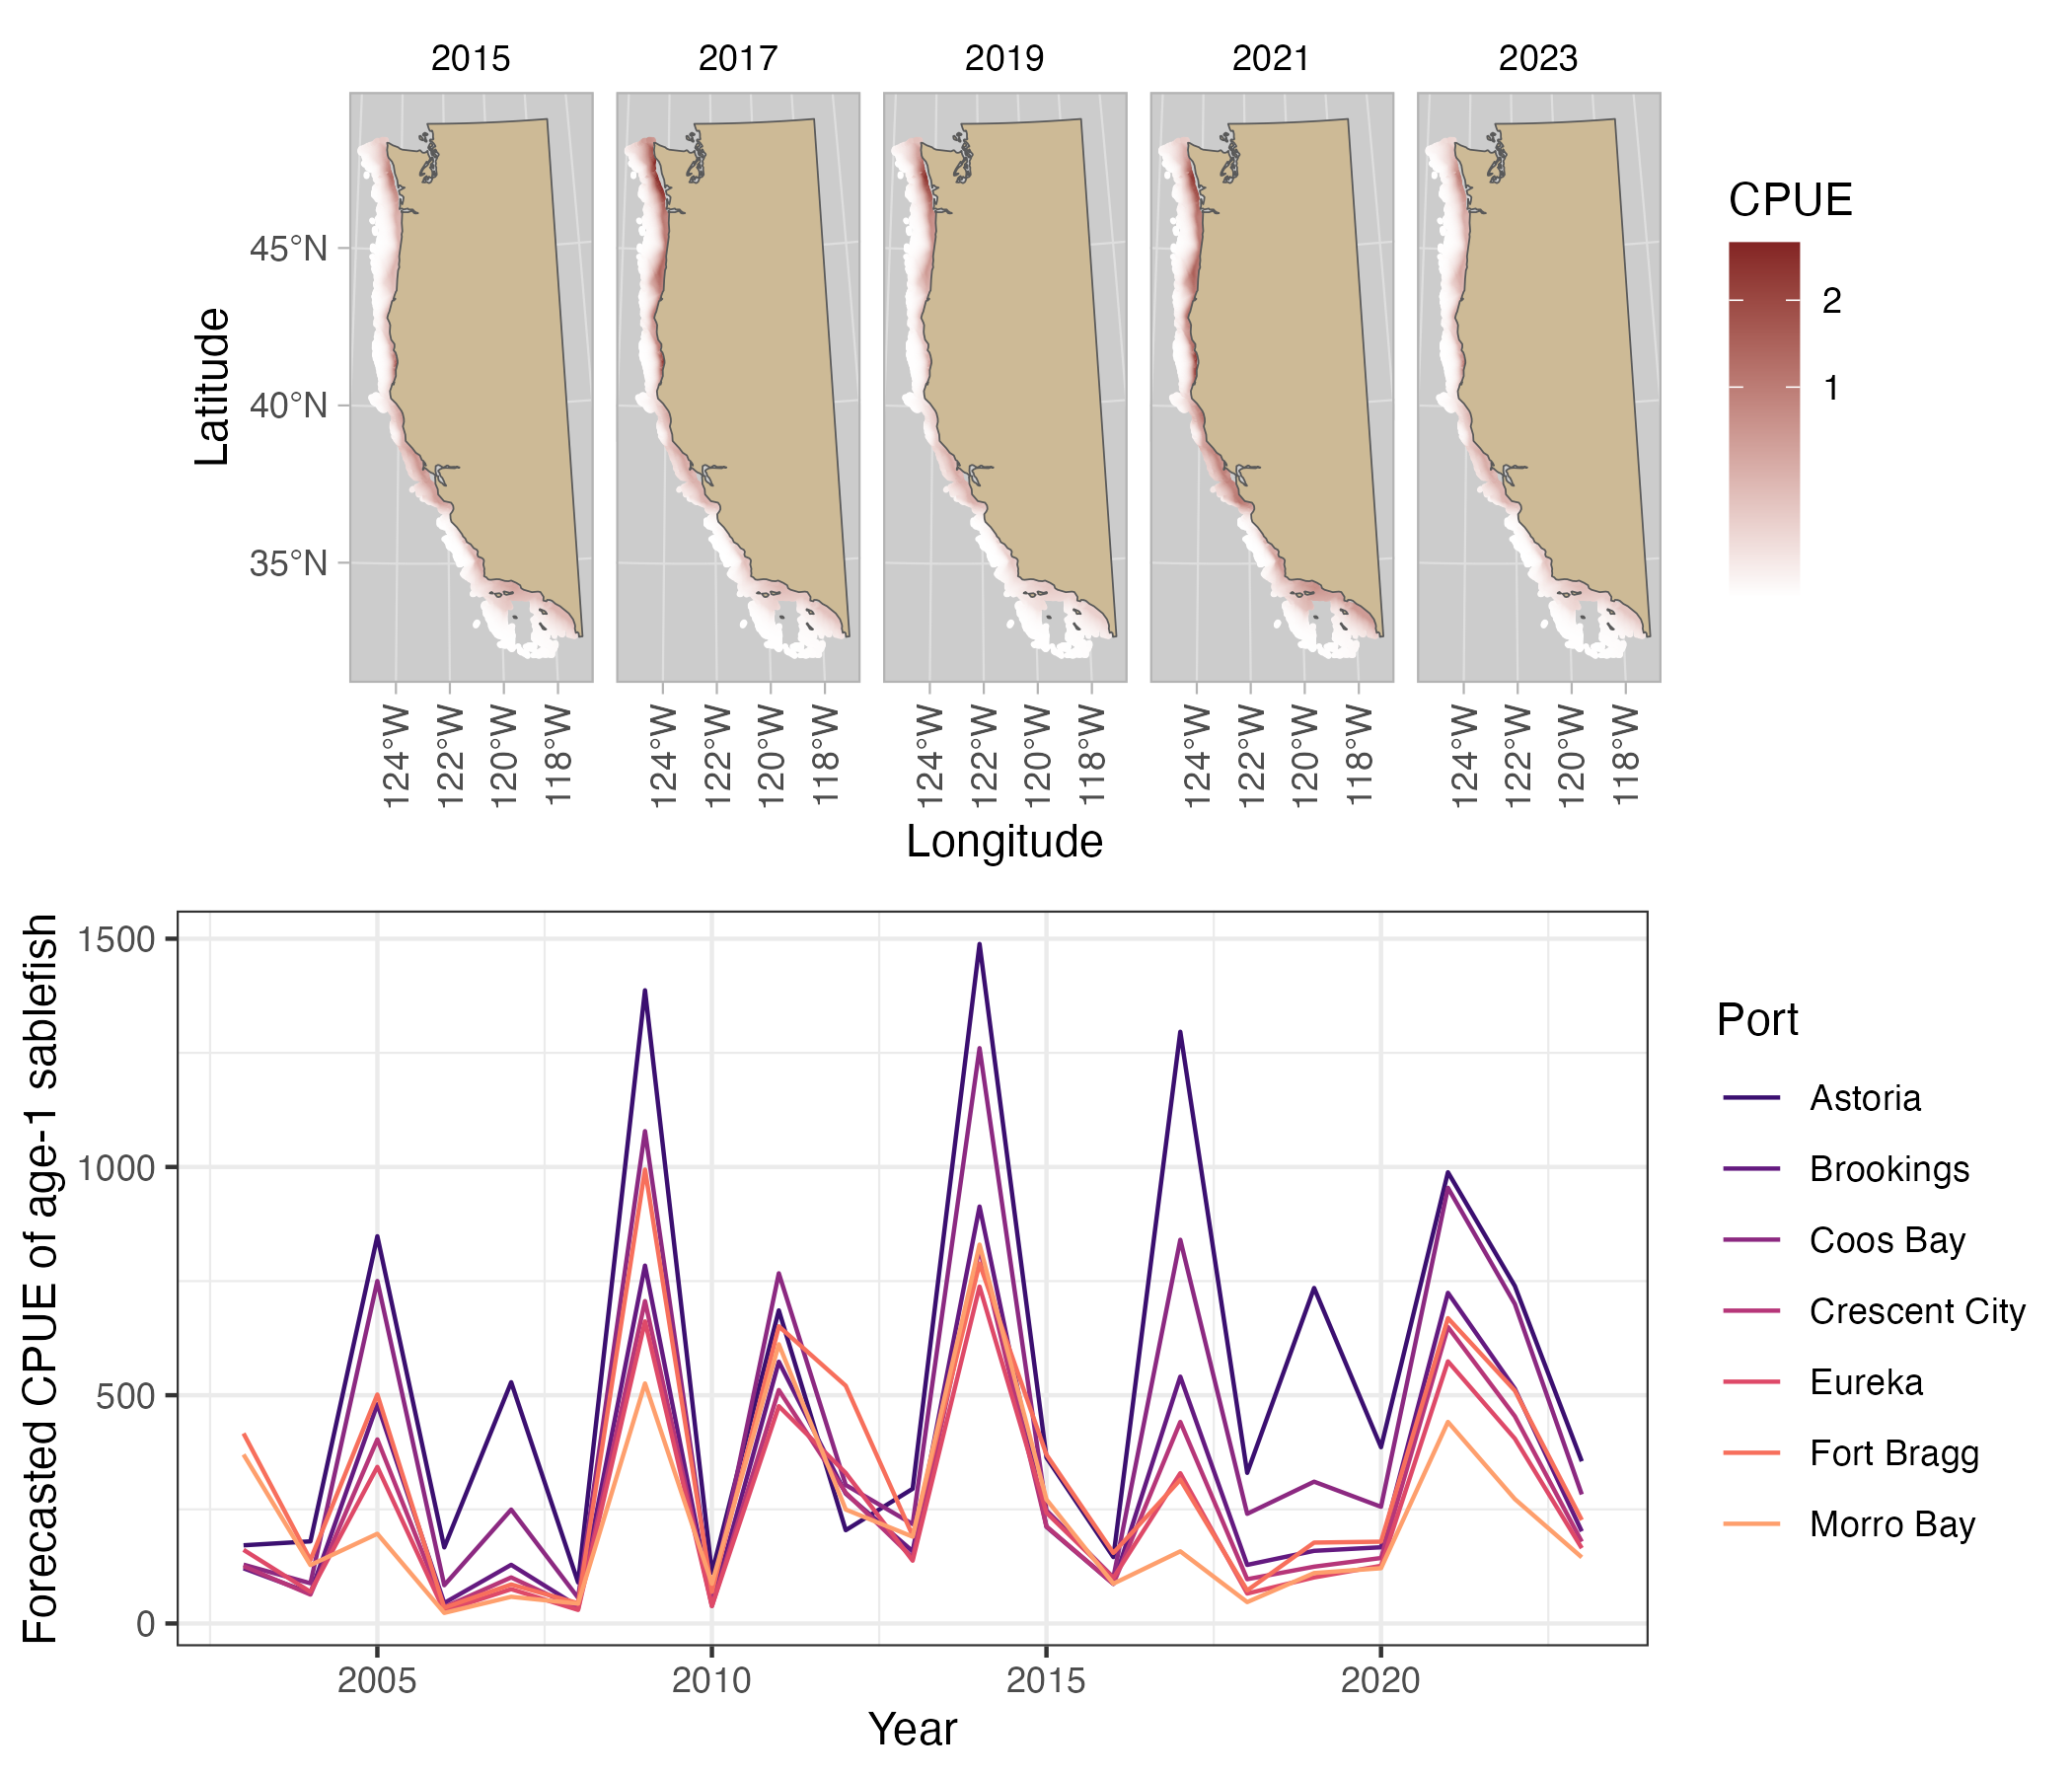 2015 2017 2019 2021 2023
CPUE
2
1
Latitude
45°N
40°N
35°N
124°W 122°W 120°W 118°W 124°W 122°W 120°W 118°W 124°W 122°W 120°W 118°W 124°W 122°W 120°W 118°W 124°W 122°W 120°W 118°W
Longitude
Forecasted CPUE of age-1 sablefish
1500
1000
500
0
2005 2010 2015 2020
Year
Port
Astoria
Brookings
Coos Bay
Crescent City
Eureka
Fort Bragg
Morro Bay